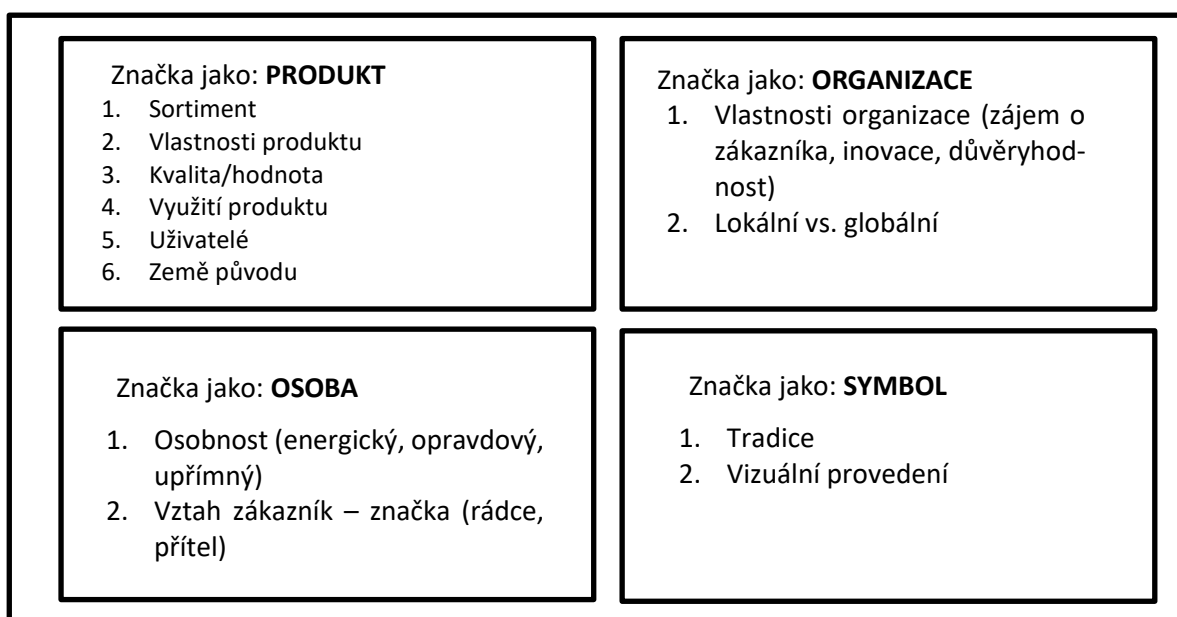 Značka jako: PRODUKT
1. Sortiment
2. Vlastnosti produktu
3. Kvalita/hodnota
4. Využití produktu
5. Uživatelé
6. Země původu
Značka jako: ORGANIZACE
1. Vlastnosti organizace (zájem o
zákazníka, inovace, důvěryhod-
nost)
2. Lokální vs. globální
Značka jako: OSOBA
1. Osobnost (energický, opravdový,
upřímný)
2. Vztah zákazník – značka (rádce,
přítel)
Značka jako: SYMBOL
1. Tradice
2. Vizuální provedení